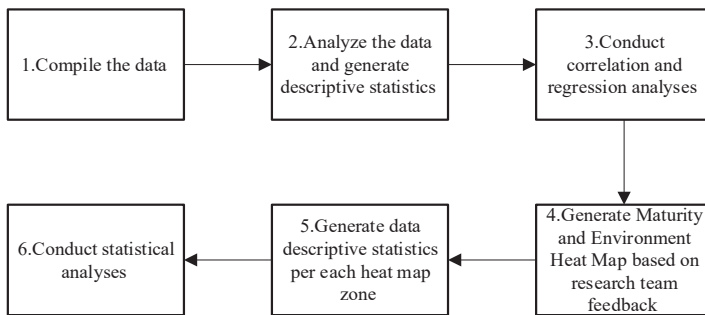 1.Compile the data
2.Analyze the data
and generate
descriptive statistics
3.Conduct
correlation and
regression analyses
4.Generate Maturity
and Environment
Heat Map based on
research team
feedback
5.Generate data
descriptive statistics
per each heat map
zone
6.Conduct statistical
analyses